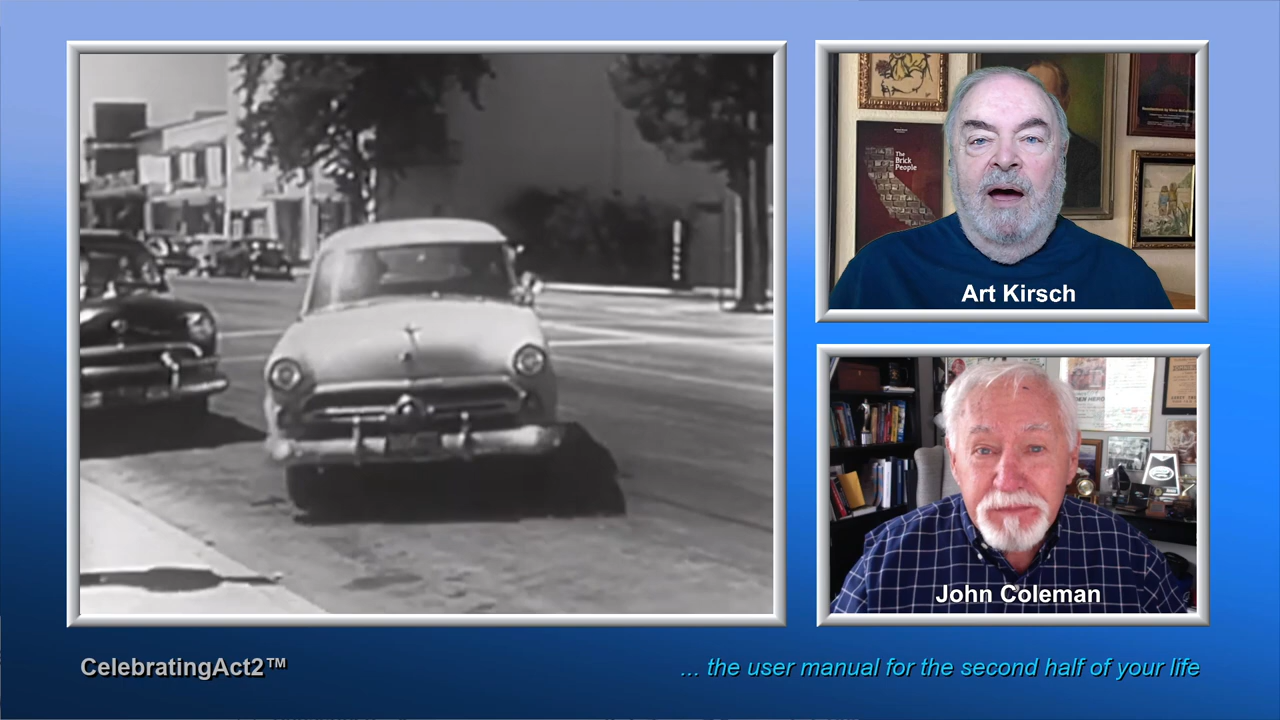 The
Brick
People
Art Kirsch
John Coleman
CelebratingAct2™
... the user manual for the second half of your life